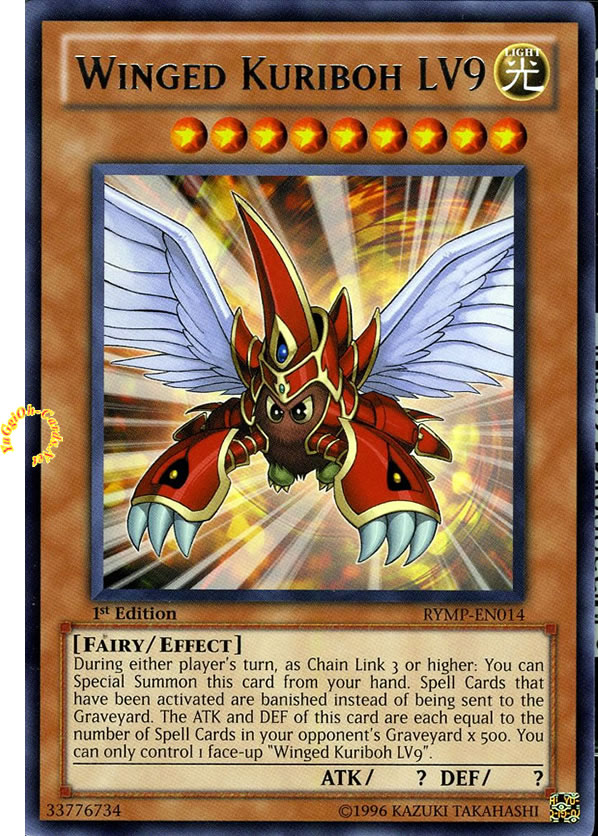 WINGED KURIBOH LV9
LIGHT
光
YuGgiOh-Cards.Net
1st Edition
RYMP-EN014
[FAIRY/EFFECT]
During either player's turn, as Chain Link 3 or higher: You can
Special Summon this card from your hand. Spell Cards that
have been activated are banished instead of being sent to the
Graveyard. The ATK and DEF of this card are each equal to the
number of Spell Cards in your opponent's Graveyard x 500. You
can only control 1 face-up "Winged Kuriboh LV9".
ATK/ ? DEF/ ?
33776734
©1996 KAZUKI TAKAHASHI